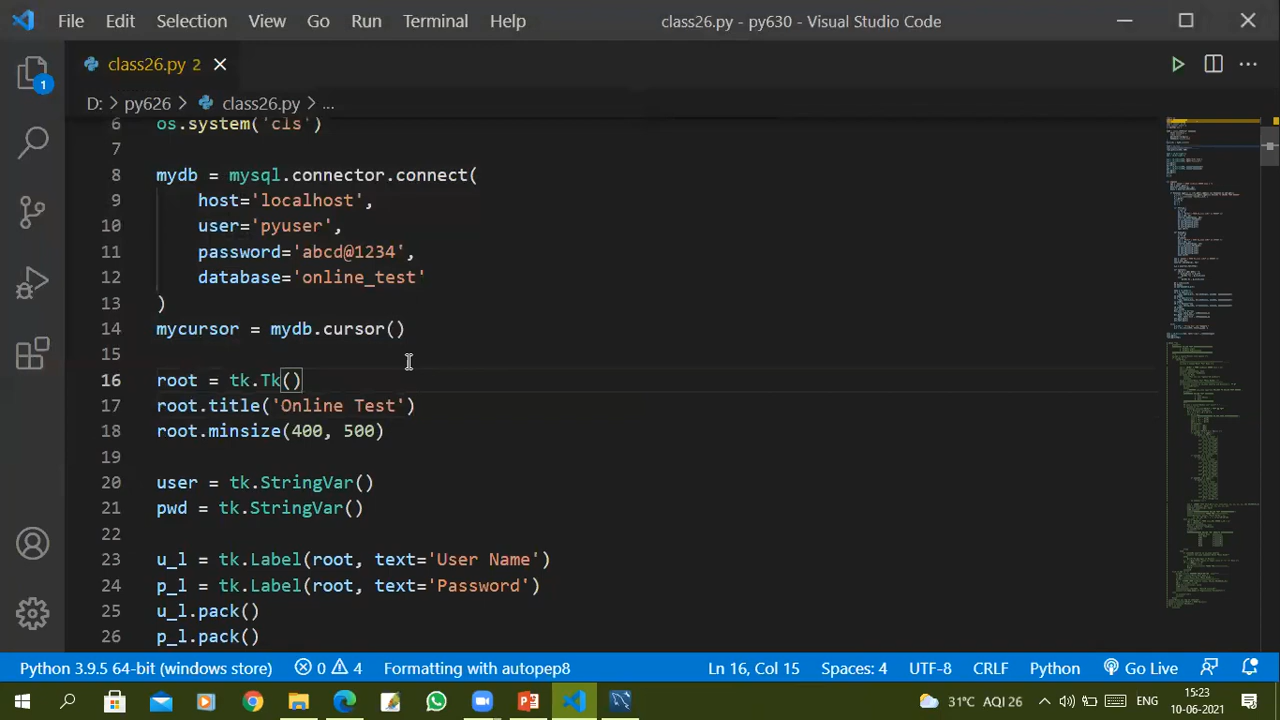 File Edit Selection View Go Run Terminal Help class26.py - py630 - Visual Studio Code
class26.py 2
D: > py626 > class26.py > ...
1
6 os.system('cls')
7
8 mydb = mysql.connector.connect(
9 host='localhost',
10 user='pyuser',
11 password='abcd@1234',
12 database='online_test'
13 )
14 mycursor = mydb.cursor()
15
16 root = tk.Tk()
17 root.title('Online Test')
18 root.minsize(400, 500)
19
20 user = tk.StringVar()
21 pwd = tk.StringVar()
22
23 u_l = tk.Label(root, text='User Name')
24 p_l = tk.Label(root, text='Password')
25 u_l.pack()
26 p_l.pack()
Python 3.9.5 64-bit (windows store) 0 4 Formatting with autopep8 Ln 16, Col 15 Spaces: 4 UTF-8 CRLF Python Go Live
31°C AQI 26 ENG 15:23
10-06-2021